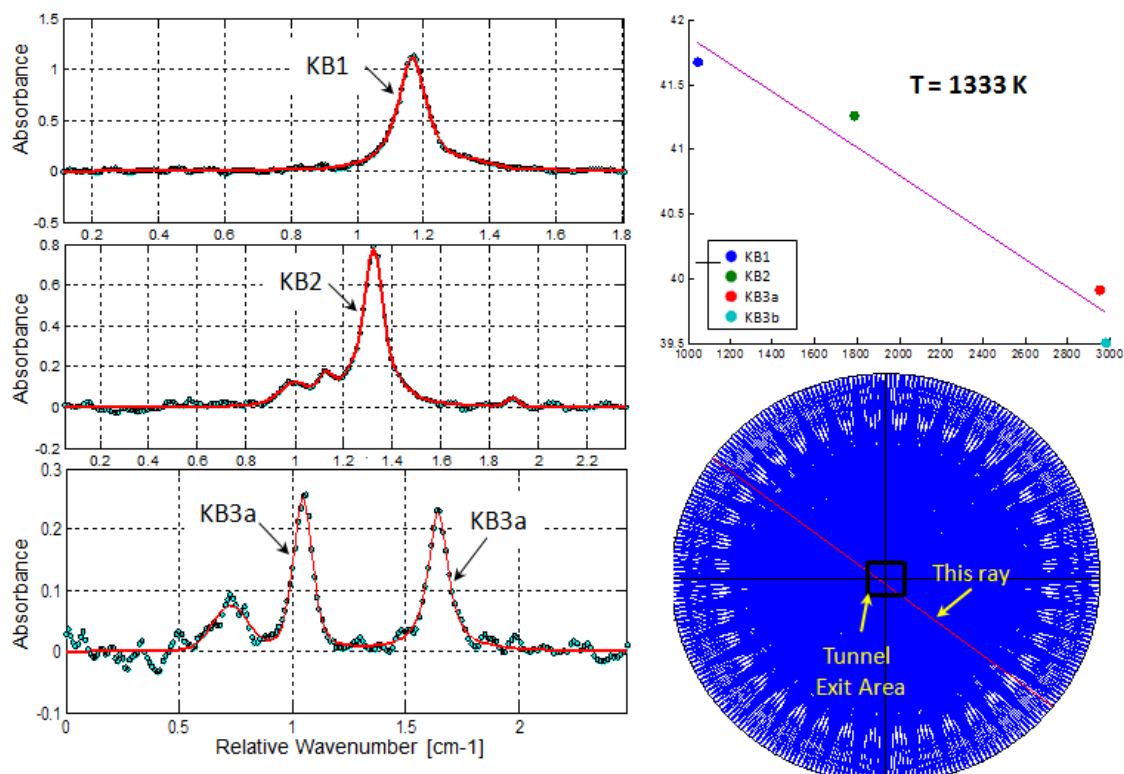 Absorbance
1.5
1
0.5
0
-0.5
KB1
0.2 0.4 0.6 0.8 1 1.2 1.4 1.6 1.8
Absorbance
0.8
0.6
0.4
0.2
0
-0.2
KB2
0.2 0.4 0.6 0.8 1 1.2 1.4 1.6 1.8 2 2.2
Absorbance
0.3
0.2
0.1
0
-0.1
KB3a
KB3a
0 0.5 1 1.5 2
Relative Wavenumber [cm-1]
42
41.5
41
40.5
40
39.5
T = 1333 K
KB1
KB2
KB3a
KB3b
1000 1200 1400 1600 1800 2000 2200 2400 2600 2800 3000
This ray
Tunnel
Exit Area